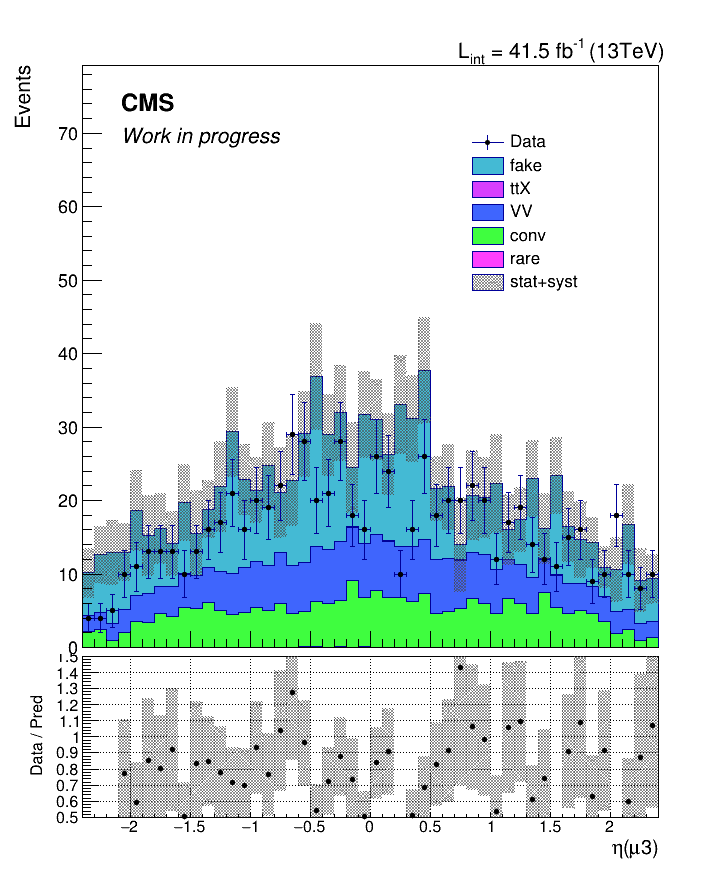 L_int = 41.5 fb^-1 (13TeV)
Events
CMS
Work in progress
Data
fake
ttX
VV
conv
rare
stat+syst
70
60
50
40
30
20
10
0
Data / Pred
1.5
1.4
1.3
1.2
1.1
1
0.9
0.8
0.7
0.6
0.5
−2 −1.5 −1 −0.5 0 0.5 1 1.5 2
η(μ3)